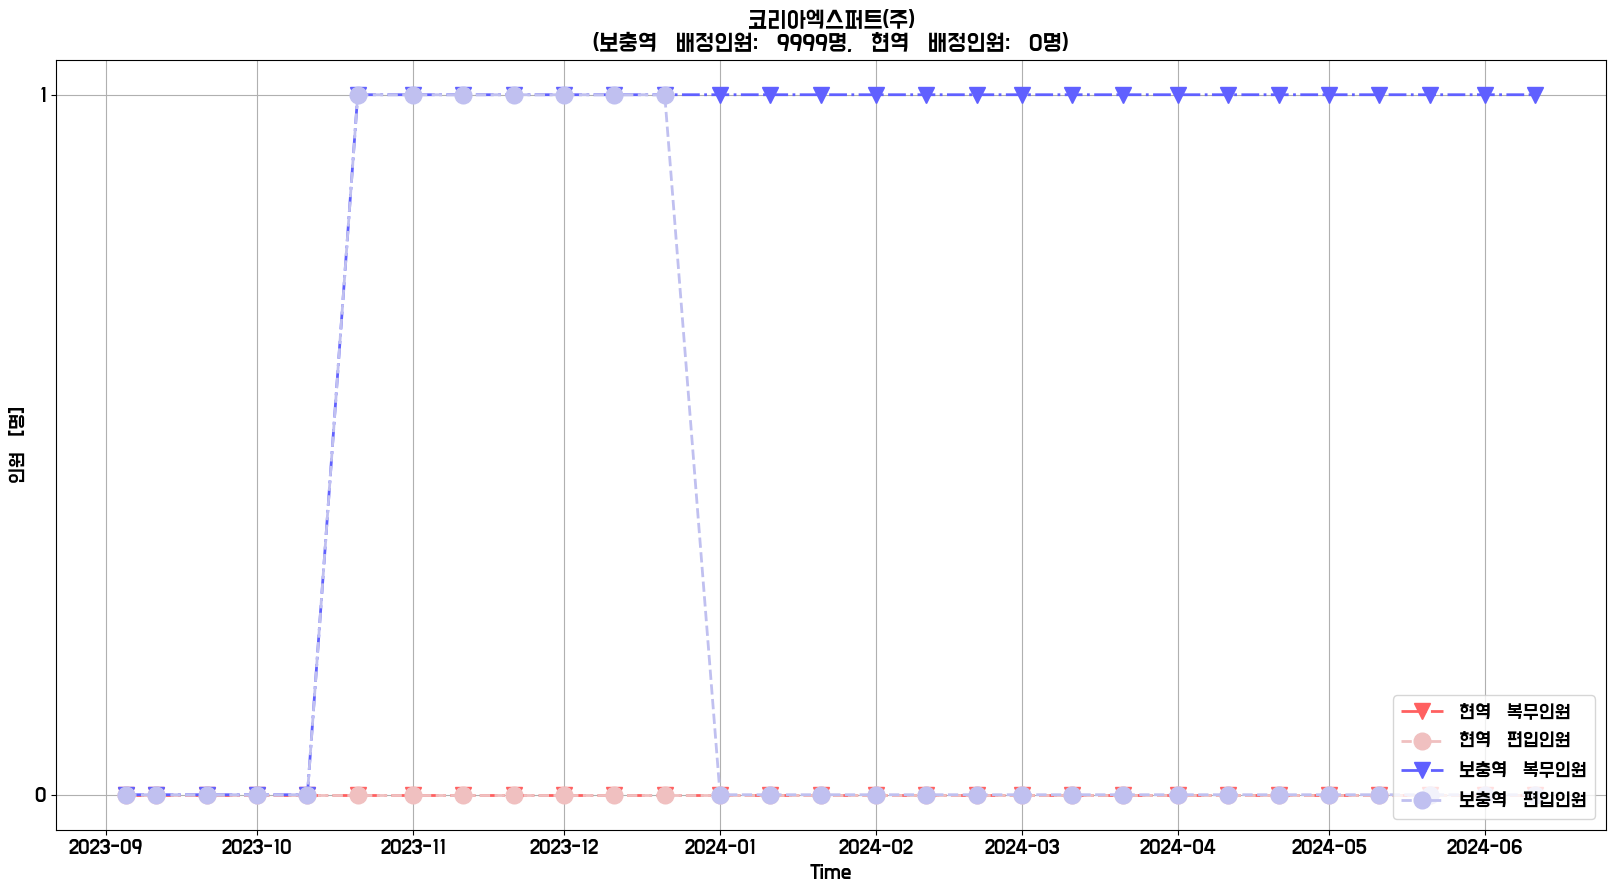 코리아엑스퍼트(주)
(보충역 배정인원: 9999명, 현역 배정인원: 0명)
인원 [명]
1
0
2023-09 2023-10 2023-11 2023-12 2024-01 2024-02 2024-03 2024-04 2024-05 2024-06
Time
현역 복무인원
현역 편입인원
보충역 복무인원
보충역 편입인원